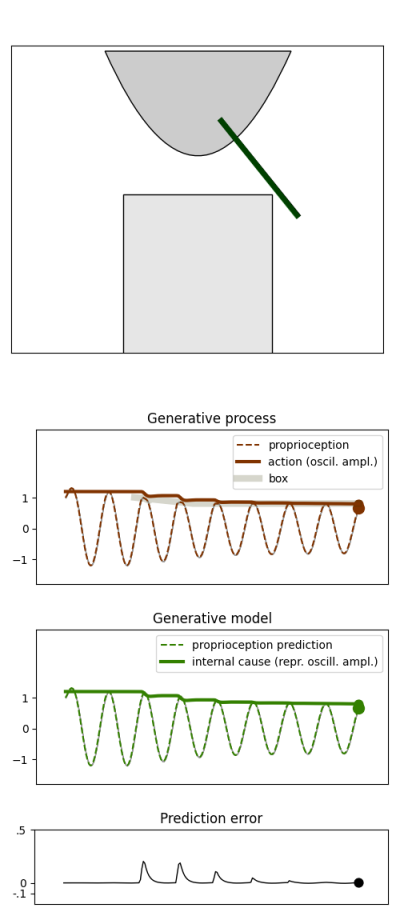 Generative process
proprioception
action (oscil. ampl.)
box
1
0
−1
Generative model
proprioception prediction
internal cause (repr. oscill. ampl.)
1
0
−1
Prediction error
.5
0
-.1